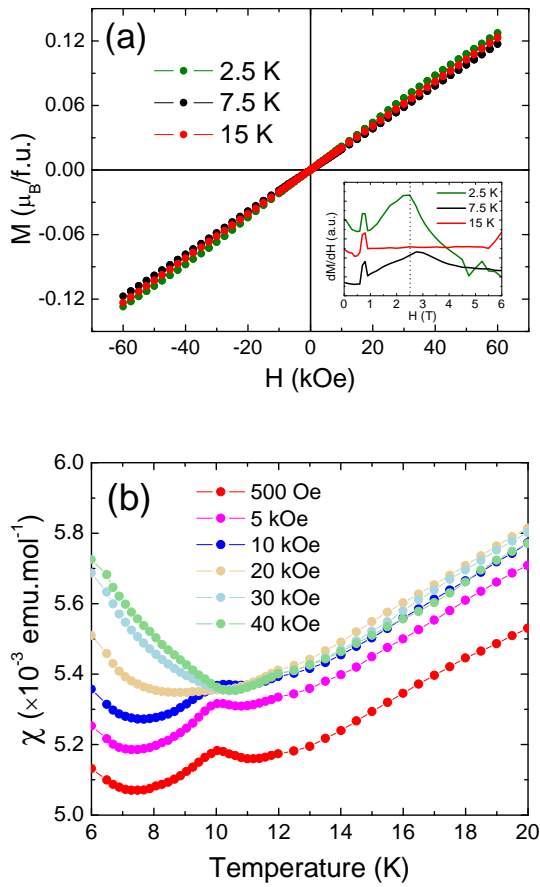 (a)
2.5 K
7.5 K
15 K
0.12
0.06
0.00
-0.06
-0.12
M (μB/f.u.)
-60 -40 -20 0 20 40 60
H (kOe)
2.5 K
7.5 K
15 K
dM/dH (a.u.)
0 1 2 3 4 5 6
H (T)
(b)
500 Oe
5 kOe
10 kOe
20 kOe
30 kOe
40 kOe
6.0
5.8
5.6
5.4
5.2
5.0
χ (×10⁻³ emu.mol⁻¹)
6 8 10 12 14 16 18 20
Temperature (K)